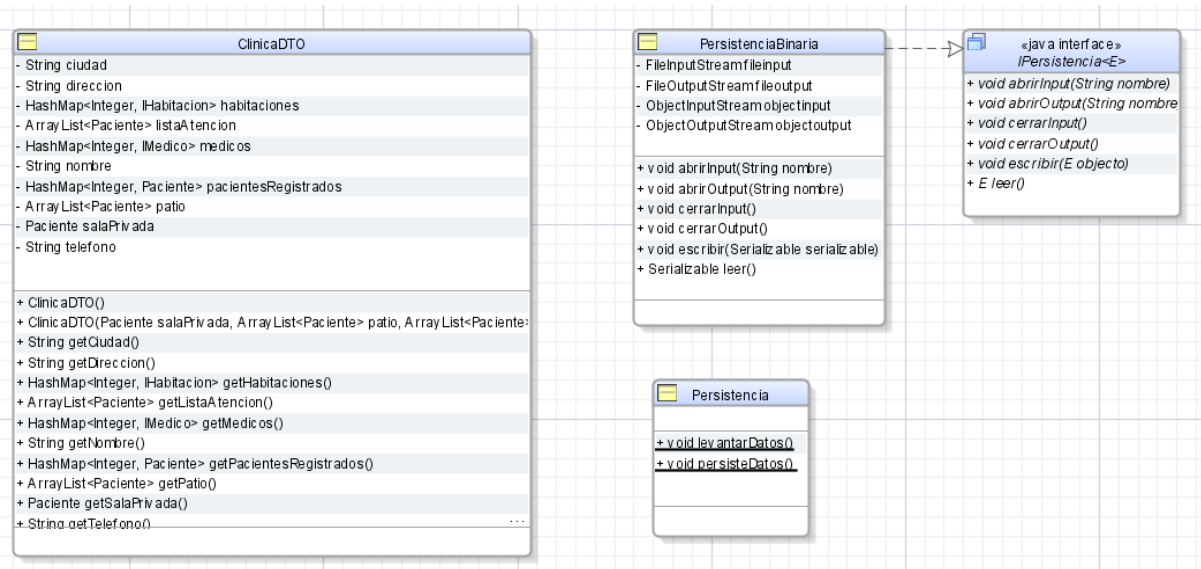 ClinicaDTO
- String ciudad
- String direccion
- HashMap<Integer, IHabitacion> habitaciones
- ArrayList<Paciente> listaAtencion
- HashMap<Integer, IMedico> medicos
- String nombre
- HashMap<Integer, Paciente> pacientesRegistrados
- ArrayList<Paciente> patio
- Paciente salaPrivada
- String telefono
+ ClinicaDTO()
+ ClinicaDTO(Paciente salaPrivada, ArrayList<Paciente> patio, ArrayList<Paciente>
+ String getCiudad()
+ String getDireccion()
+ HashMap<Integer, IHabitacion> getHabitaciones()
+ ArrayList<Paciente> getListaAtencion()
+ HashMap<Integer, IMedico> getMedicos()
+ String getNombre()
+ HashMap<Integer, Paciente> getPacientesRegistrados()
+ ArrayList<Paciente> getPatio()
+ Paciente getSalaPrivada()
+ String getTelefono()
...
PersistenciaBinaria
- FileInputStream fileinput
- FileOutputStream fileoutput
- ObjectInputStream objectinput
- ObjectOutputStream objectoutput
+ void abrirInput(String nombre)
+ void abrirOutput(String nombre)
+ void cerrarInput()
+ void cerrarOutput()
+ void escribir(Serializable serializable)
+ Serializable leer()
«java interface»
IPersistencia<E>
+ void abrirInput(String nombre)
+ void abrirOutput(String nombre
+ void cerrarInput()
+ void cerrarOutput()
+ void escribir(E objecto)
+ E leer()
Persistencia
+ void levantarDatos()
+ void persisteDatos()